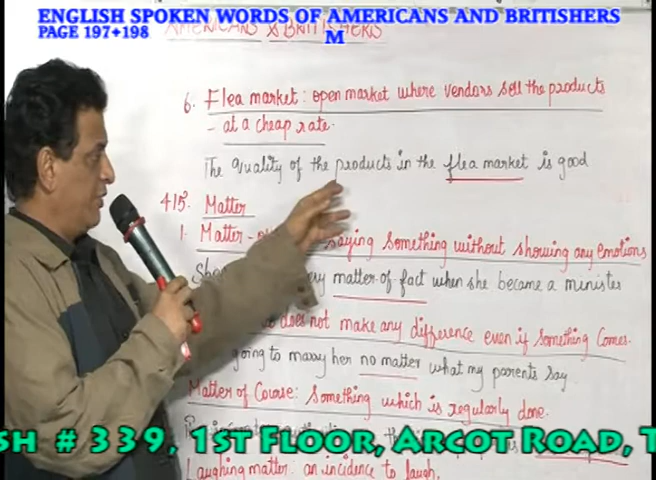 ENGLISH SPOKEN WORDS OF AMERICANS AND BRITISHERS
PAGE 197+198
M
AMERICANS & BRITISHERS
6. Flea market: open market where vendors sell the products
- at a cheap rate.
The quality of the products in the flea market is good
415. Matter
1. Matter- saying something without showing any emotions
matter-of-fact when she became a minister
does not make any difference even if something comes.
going to marry her no matter what my parents say.
Matter of Course: Something which is regularly done.
SH # 339, 1ST FLOOR, ARCOT ROAD, T
Laughing matter: an incidence to laugh.